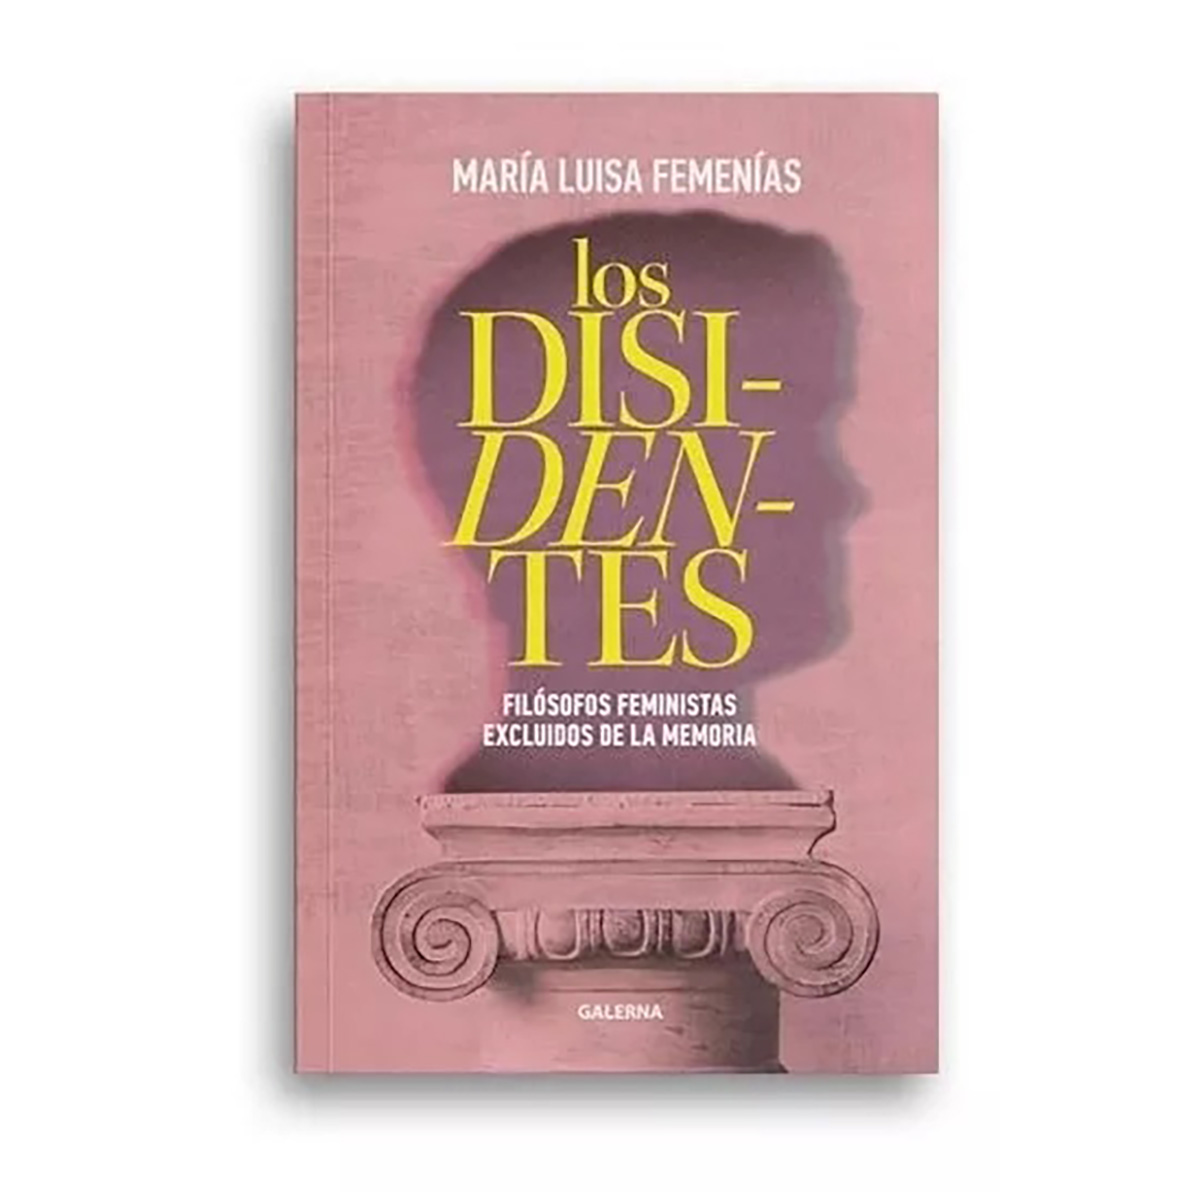 MARÍA LUISA FEMENÍAS
los
DISI-
DEN-
TES
FILÓSOFOS FEMINISTAS
EXCLUIDOS DE LA MEMORIA
GALERNA